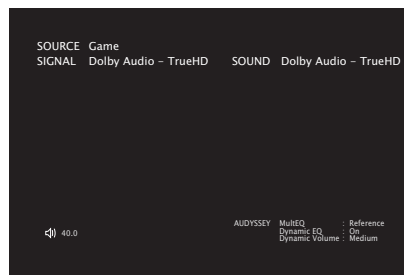 SOURCE Game
SIGNAL Dolby Audio – TrueHD SOUND Dolby Audio – TrueHD
AUDYSSEY MultEQ : Reference
Dynamic EQ : On
Dynamic Volume : Medium
40.0